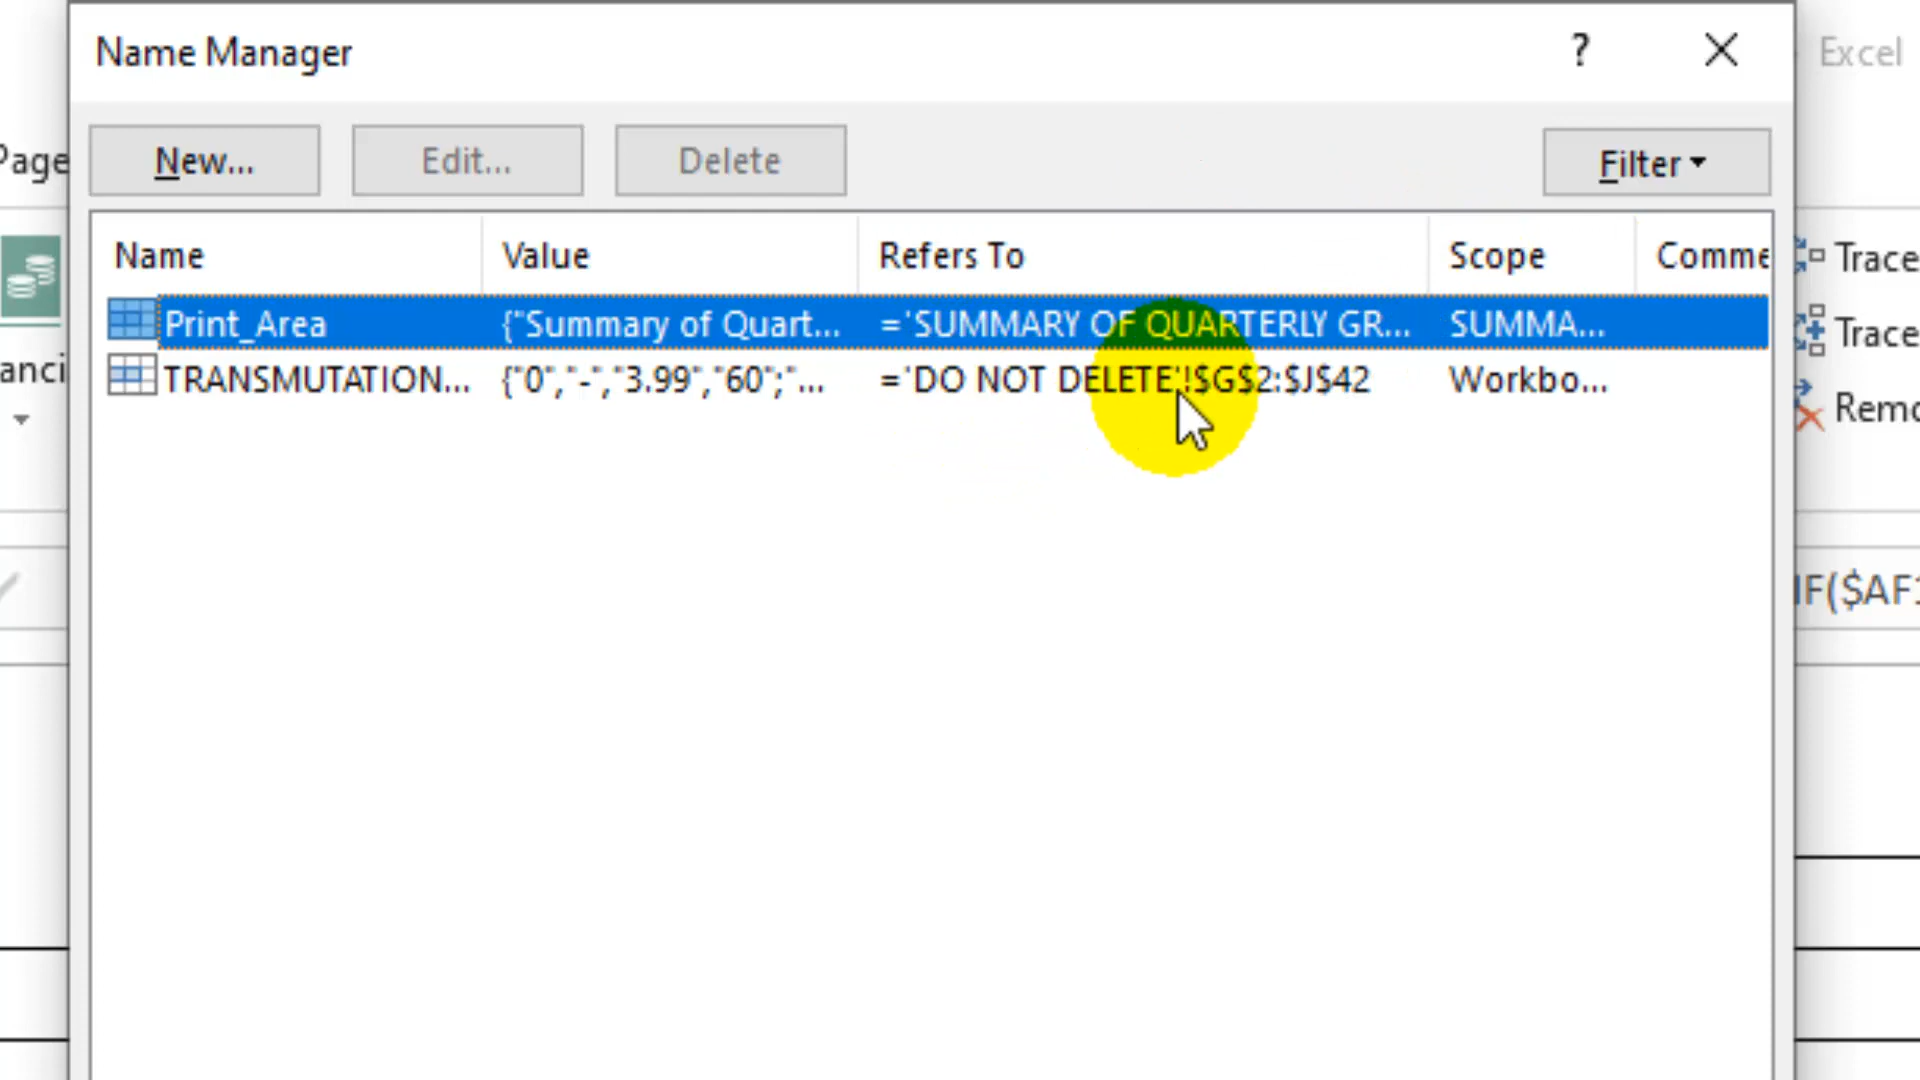 Name Manager
?
Excel
Page
New...
Edit...
Delete
Filter
Name
Value
Refers To
Scope
Comme
Trace
Print_Area
{"Summary of Quart...
='SUMMARY OF QUARTERLY GR...
SUMMA...
Trace
anci
TRANSMUTATION...
{"0","-","3.99","60";"...
='DO NOT DELETE'!$G$2:$J$42
Workbo...
Remo
IF($AF1